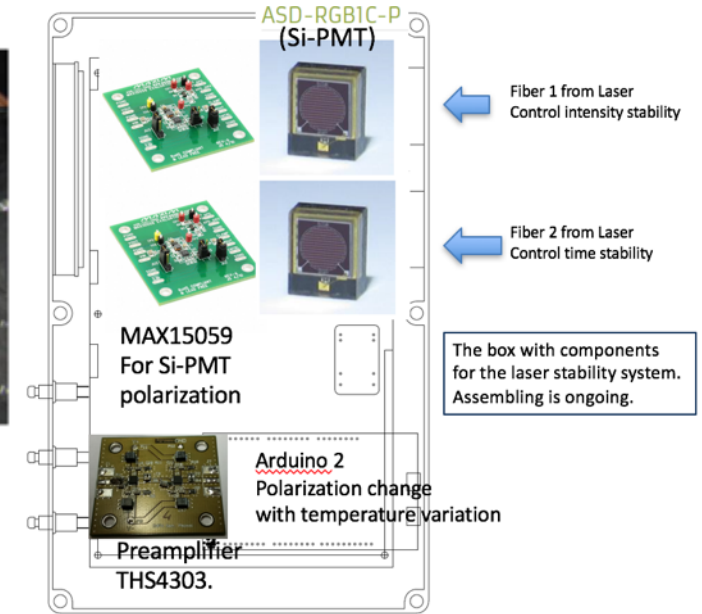 ASD-RGB1C-P
(Si-PMT)
Fiber 1 from Laser
Control intensity stability
Fiber 2 from Laser
Control time stability
MAX15059
For Si-PMT
polarization
The box with components
for the laser stability system.
Assembling is ongoing.
Arduino 2
Polarization change
with temperature variation
Preamplifier
THS4303.